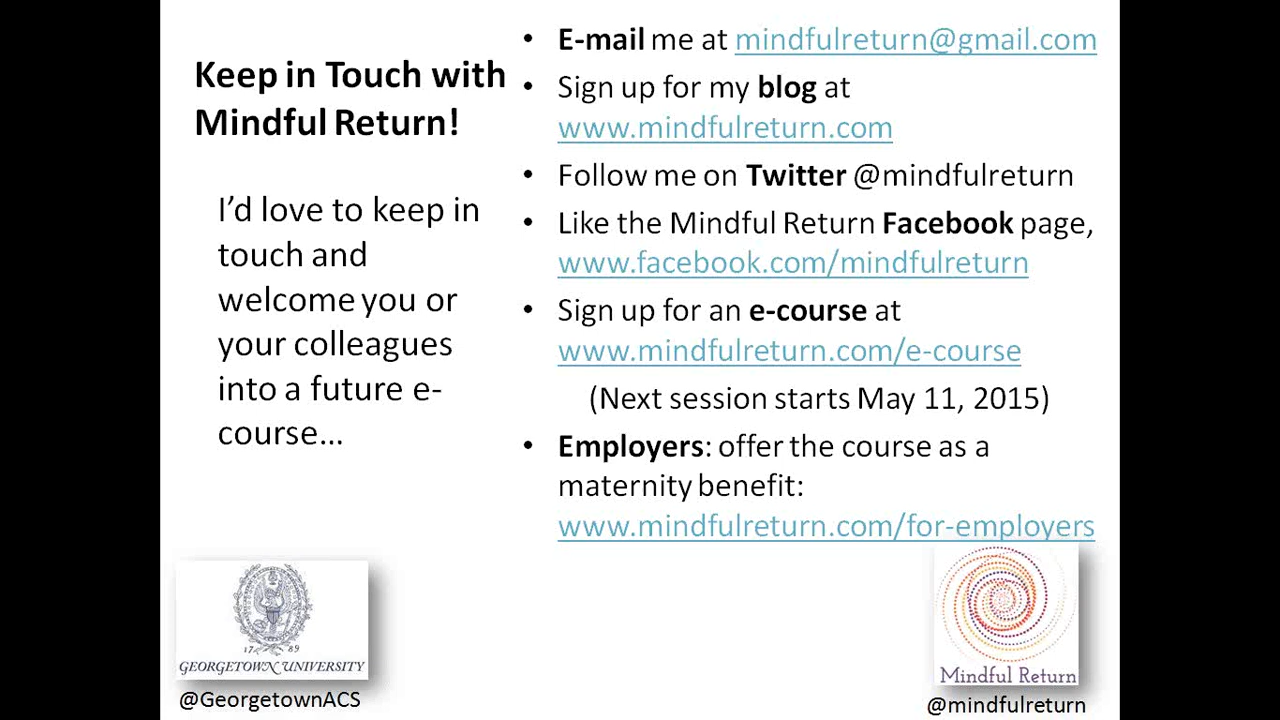 Keep in Touch with
Mindful Return!
I'd love to keep in
touch and
welcome you or
your colleagues
into a future e-
course…
• E-mail me at mindfulreturn@gmail.com
• Sign up for my blog at
www.mindfulreturn.com
• Follow me on Twitter @mindfulreturn
• Like the Mindful Return Facebook page,
www.facebook.com/mindfulreturn
• Sign up for an e-course at
www.mindfulreturn.com/e-course
(Next session starts May 11, 2015)
• Employers: offer the course as a
maternity benefit:
www.mindfulreturn.com/for-employers
17 89
GEORGETOWN UNIVERSITY
@GeorgetownACS
Mindful Return
@mindfulreturn